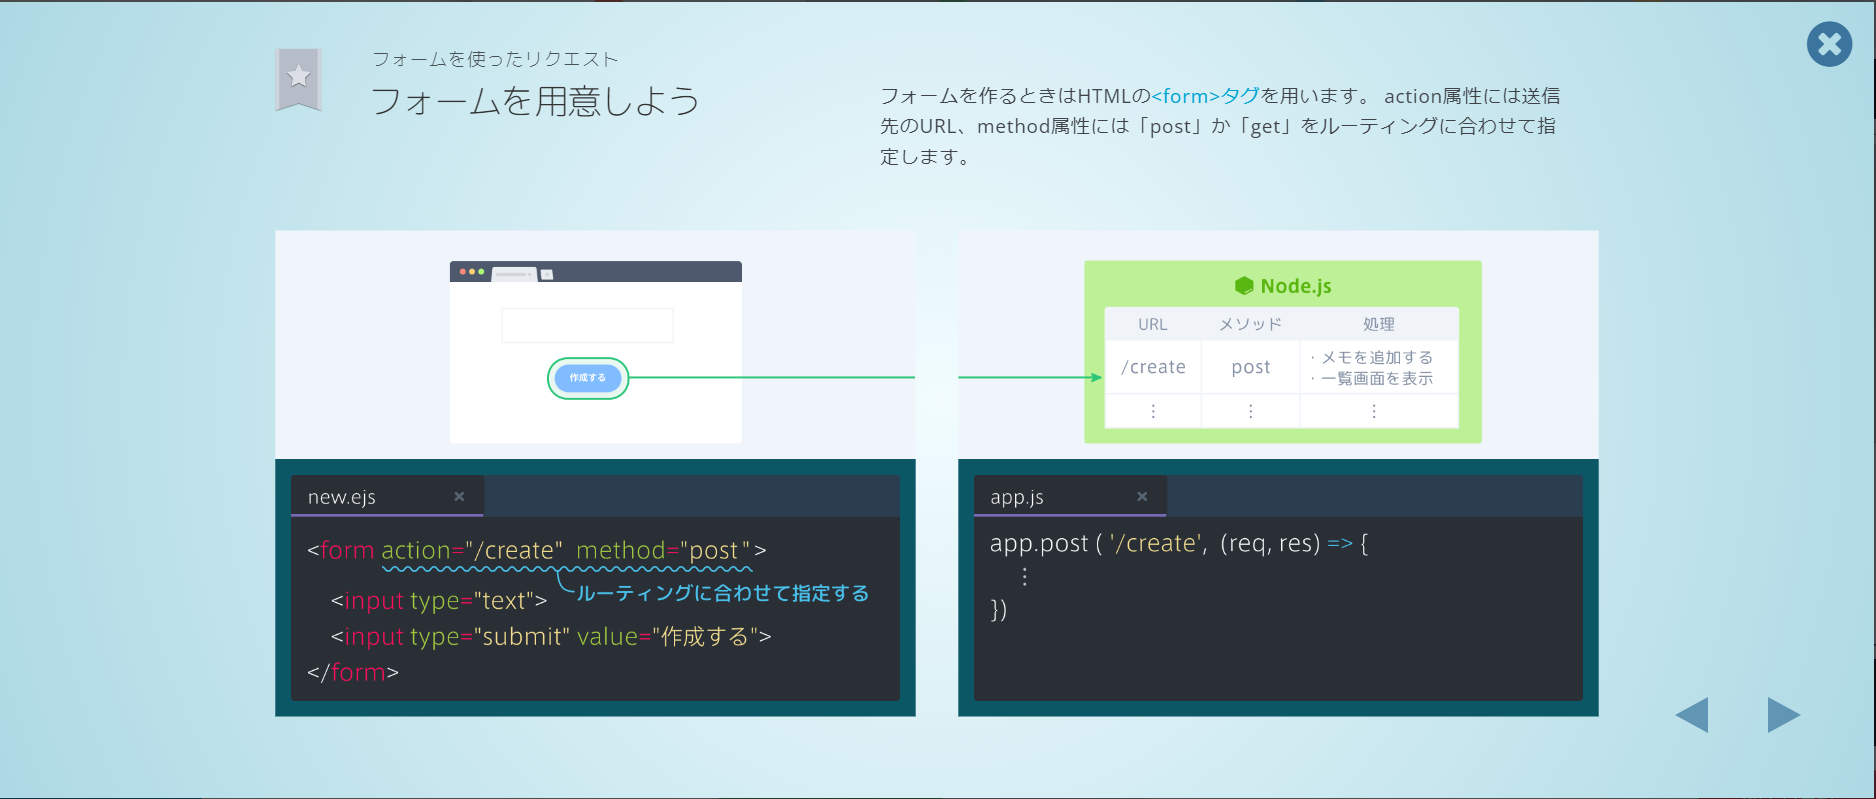 フォームを使ったリクエスト
フォームを用意しよう
フォームを作るときはHTMLの<form>タグを用います。 action属性には送信
先のURL、method属性には「post」か「get」をルーティングに合わせて指
定します。
作成する
Node.js
URL メソッド 処理
/create post ・メモを追加する
・一覧画面を表示
⋮ ⋮ ⋮
new.ejs ×
<form action="/create" method="post">
ルーティングに合わせて指定する
<input type="text">
<input type="submit" value="作成する">
</form>
app.js ×
app.post ( '/create', (req, res) => {
⋮
})